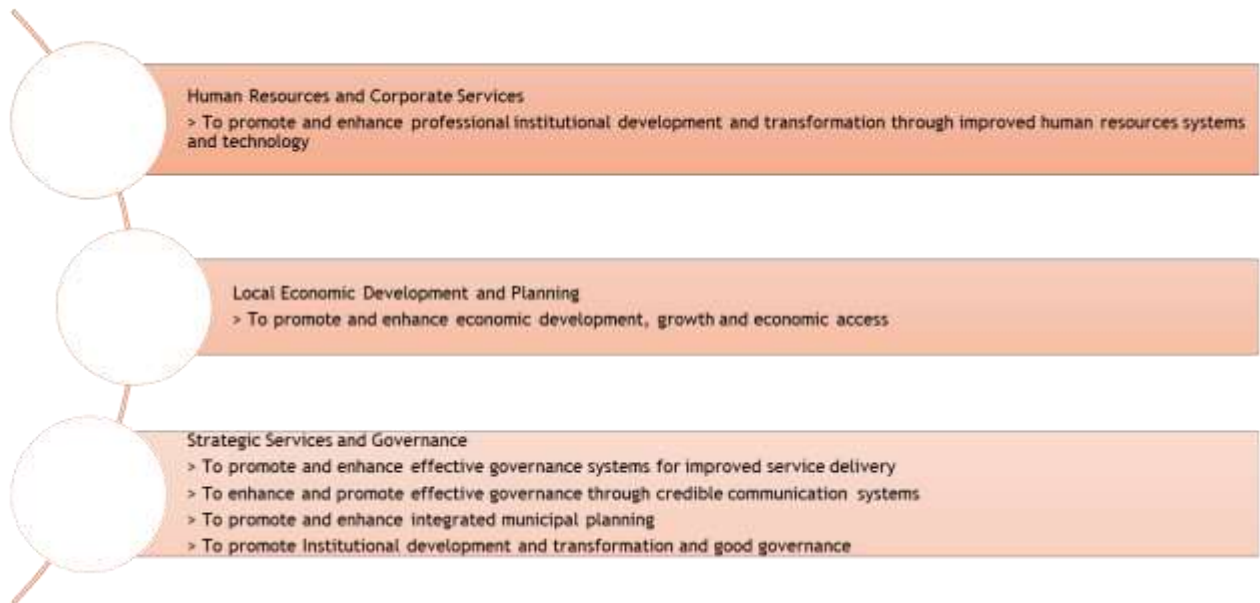 Human Resources and Corporate Services
> To promote and enhance professional institutional development and transformation through improved human resources systems
and technology
Local Economic Development and Planning
> To promote and enhance economic development, growth and economic access
Strategic Services and Governance
> To promote and enhance effective governance systems for improved service delivery
> To enhance and promote effective governance through credible communication systems
> To promote and enhance integrated municipal planning
> To promote Institutional development and transformation and good governance